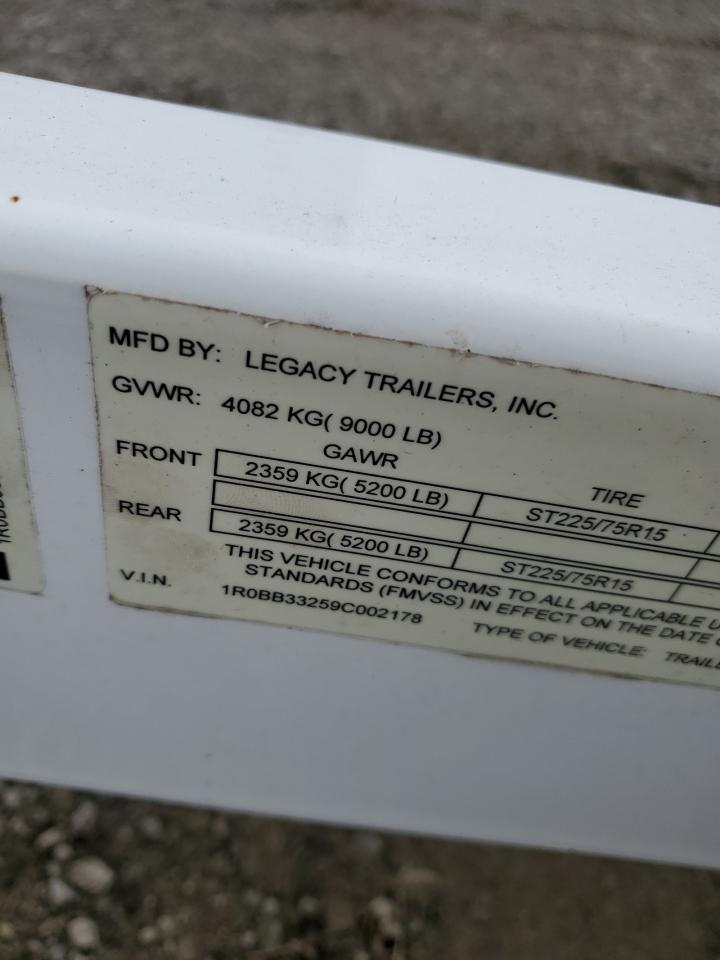 MFD BY: LEGACY TRAILERS, INC.
GVWR: 4082 KG( 9000 LB)
GAWR TIRE
FRONT 2359 KG( 5200 LB) ST225/75R15
REAR 2359 KG( 5200 LB) ST225/75R15
THIS VEHICLE CONFORMS TO ALL APPLICABLE
STANDARDS (FMVSS) IN EFFECT ON THE DATE
V.I.N. 1R0BB33259C002178 TYPE OF VEHICLE: